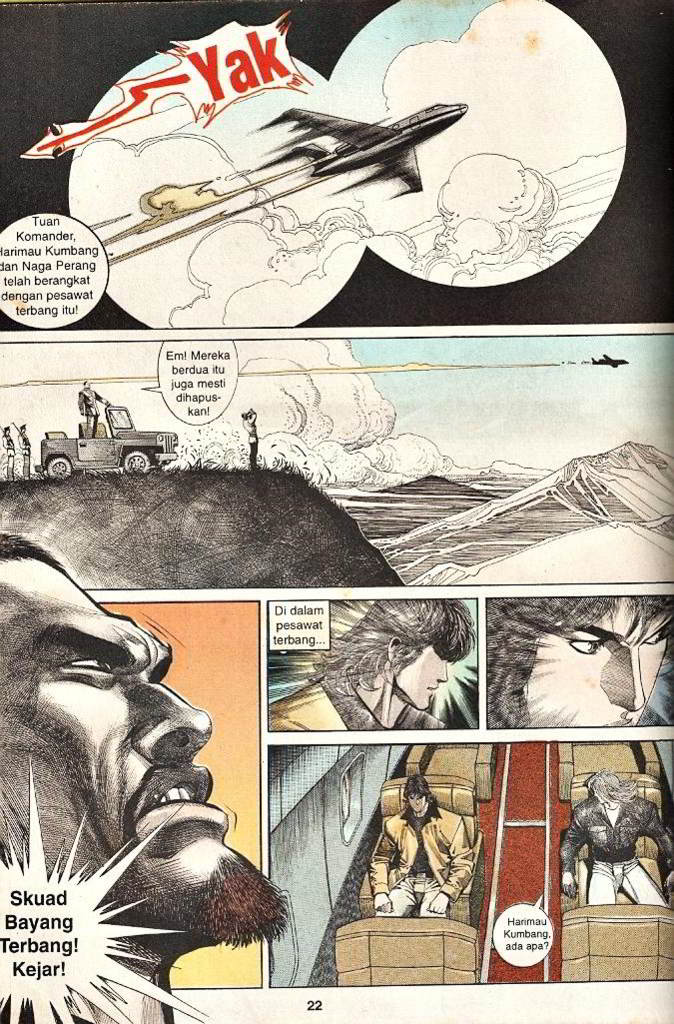 Yak
Tuan
Komander,
Harimau Kumbang
dan Naga Perang
telah berangkat
dengan pesawat
terbang itu!
Em! Mereka
berdua itu
juga mesti
dihapus-
kan!
Di dalam
pesawat
terbang...
Skuad
Bayang
Terbang!
Kejar!
Harimau
Kumbang,
ada apa?
22